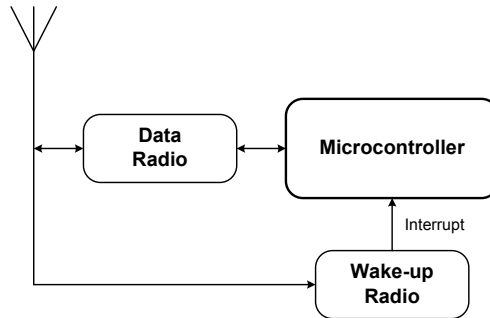 Data
Radio
Microcontroller
Interrupt
Wake-up
Radio